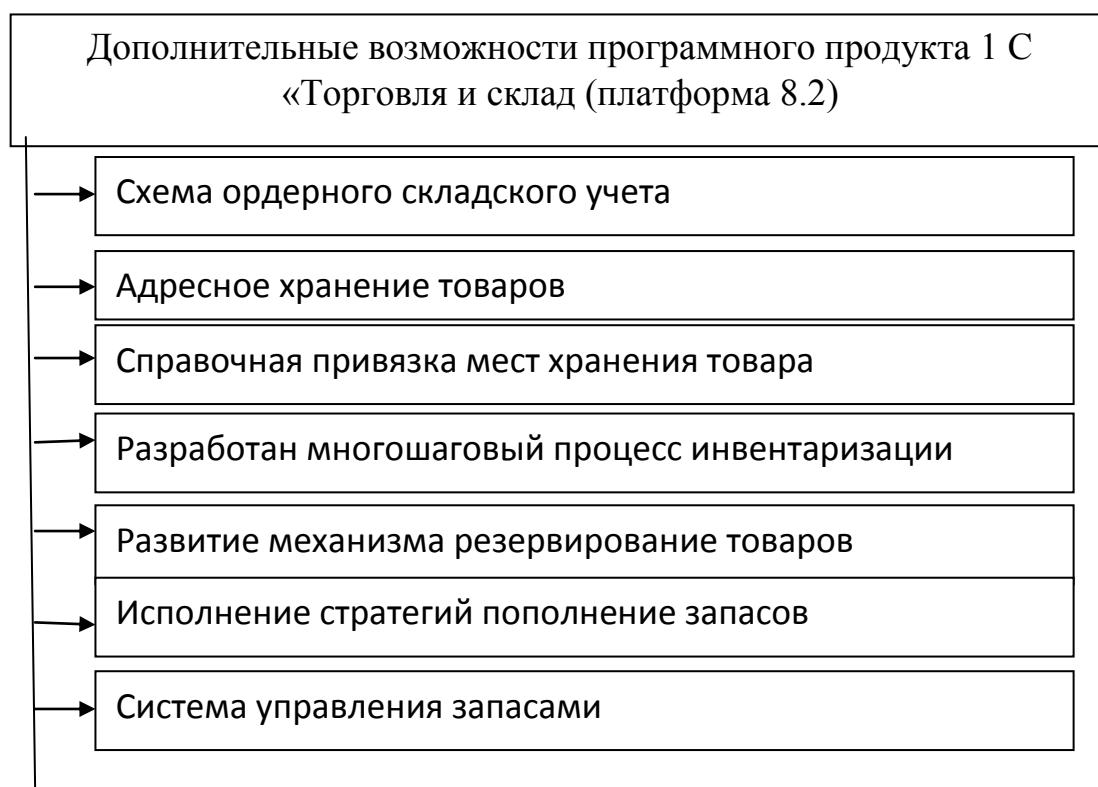 Дополнительные возможности программного продукта 1 С
«Торговля и склад (платформа 8.2)
Схема ордерного складского учета
Адресное хранение товаров
Справочная привязка мест хранения товара
Разработан многошаговый процесс инвентаризации
Развитие механизма резервирование товаров
Исполнение стратегий пополнение запасов
Система управления запасами